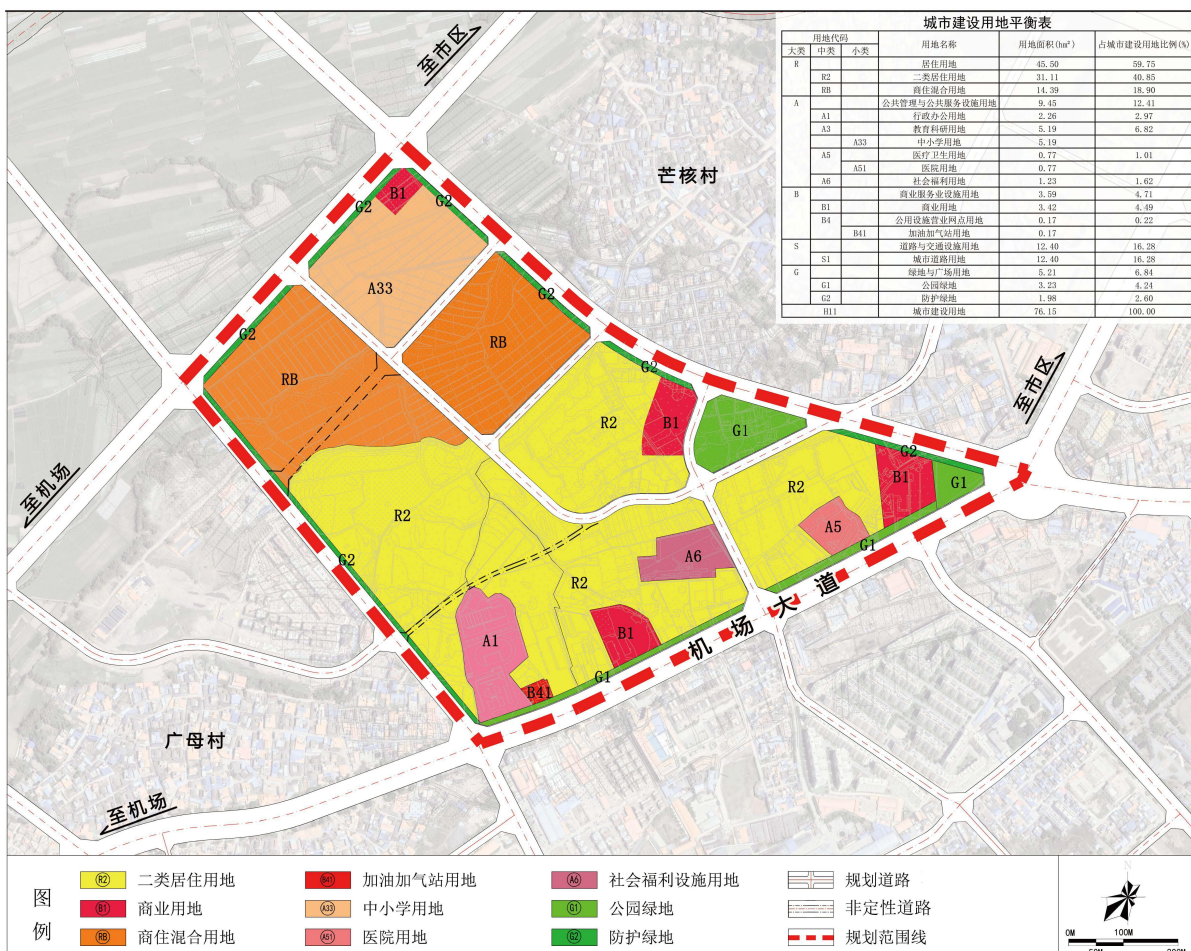 城市建设用地平衡表
用地代码 用地名称 用地面积(hm²) 占城市建设用地比例(%)
大类 中类 小类
R 居住用地 45.50 59.75
R2 二类居住用地 31.11 40.85
RB 商住混合用地 14.39 18.90
A 公共管理与公共服务设施用地 9.45 12.41
A1 行政办公用地 2.26 2.97
A3 教育科研用地 5.19 6.82
A33 中小学用地 5.19
A5 医疗卫生用地 0.77 1.01
A51 医院用地 0.77
A6 社会福利用地 1.23 1.62
B 商业服务业设施用地 3.59 4.71
B1 商业用地 3.42 4.49
B4 公用设施营业网点用地 0.17 0.22
B41 加油加气站用地 0.17
S 道路与交通设施用地 12.40 16.28
S1 城市道路用地 12.40 16.28
G 绿地与广场用地 5.21 6.84
G1 公园绿地 3.23 4.24
G2 防护绿地 1.98 2.60
H11 城市建设用地 76.15 100.00
至市区
芒核村
B1
G2
G2
A33
G2
G2
RB
RB
G2
至市区
R2
B1
G1
G2
至机场
R2
B1
G1
R2
A5
G1
A6
G2
R2
机场大道
A1
B1
G1
B41
广母村
至机场
图例
R2 二类居住用地
B41 加油加气站用地
A6 社会福利设施用地
规划道路
B1 商业用地
A33 中小学用地
G1 公园绿地
非定性道路
RB 商住混合用地
A51 医院用地
G2 防护绿地
规划范围线
N
0M 100M
50M 200M